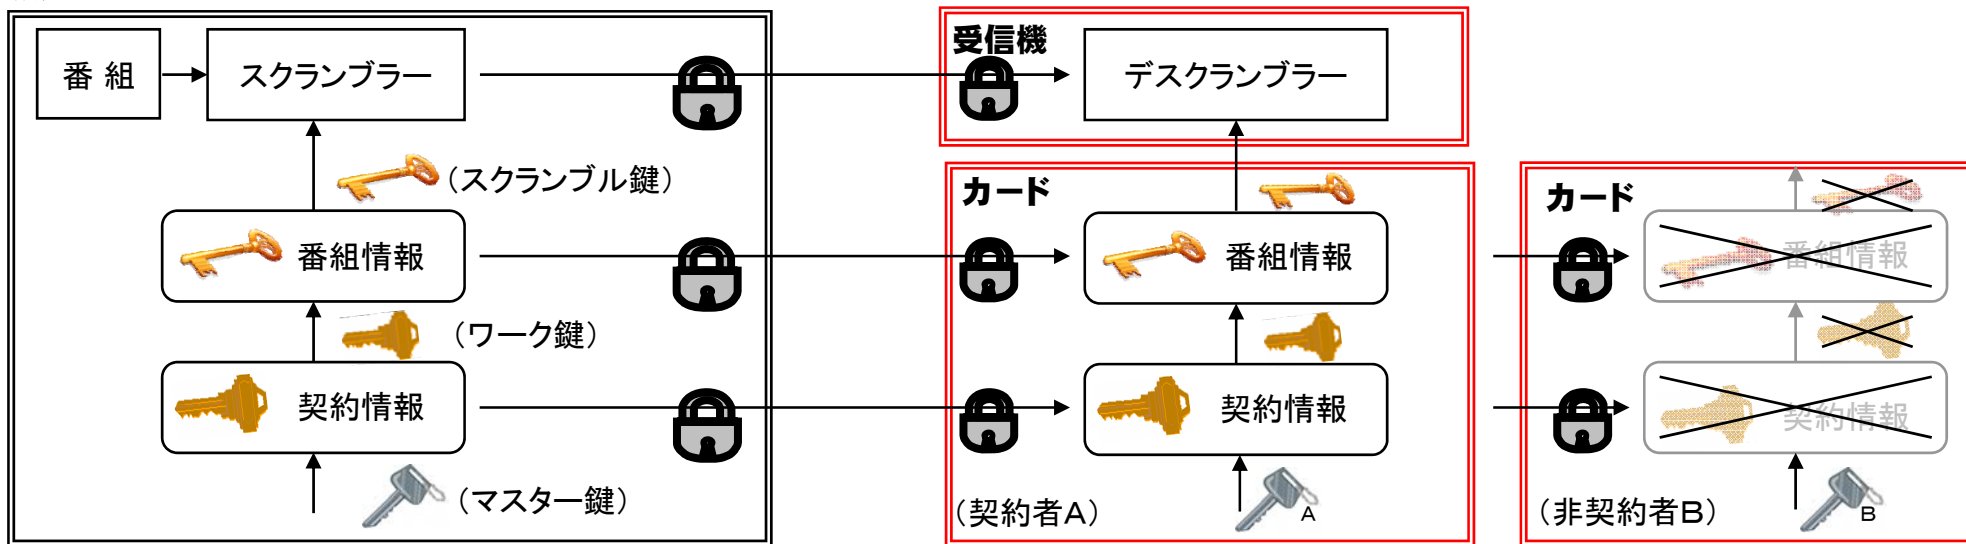 番 組
スクランブラー
(スクランブル鍵)
番組情報
(ワーク鍵)
契約情報
(マスター鍵)
受信機
デスクランブラー
カード
番組情報
契約情報
(契約者A)
A
カード
番組情報
契約情報
(非契約者B)
B